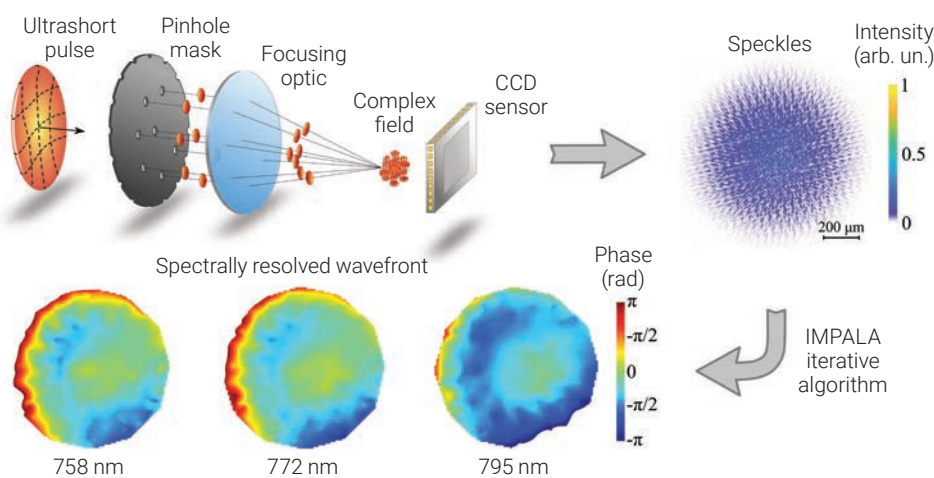 Ultrashort
pulse
Pinhole
mask
Focusing
optic
Complex
field
CCD
sensor
Speckles
Intensity
(arb. un.)
1
0.5
0
200 µm
Spectrally resolved wavefront
Phase
(rad)
π
-π/2
0
-π/2
-π
IMPALA
iterative
algorithm
758 nm
772 nm
795 nm